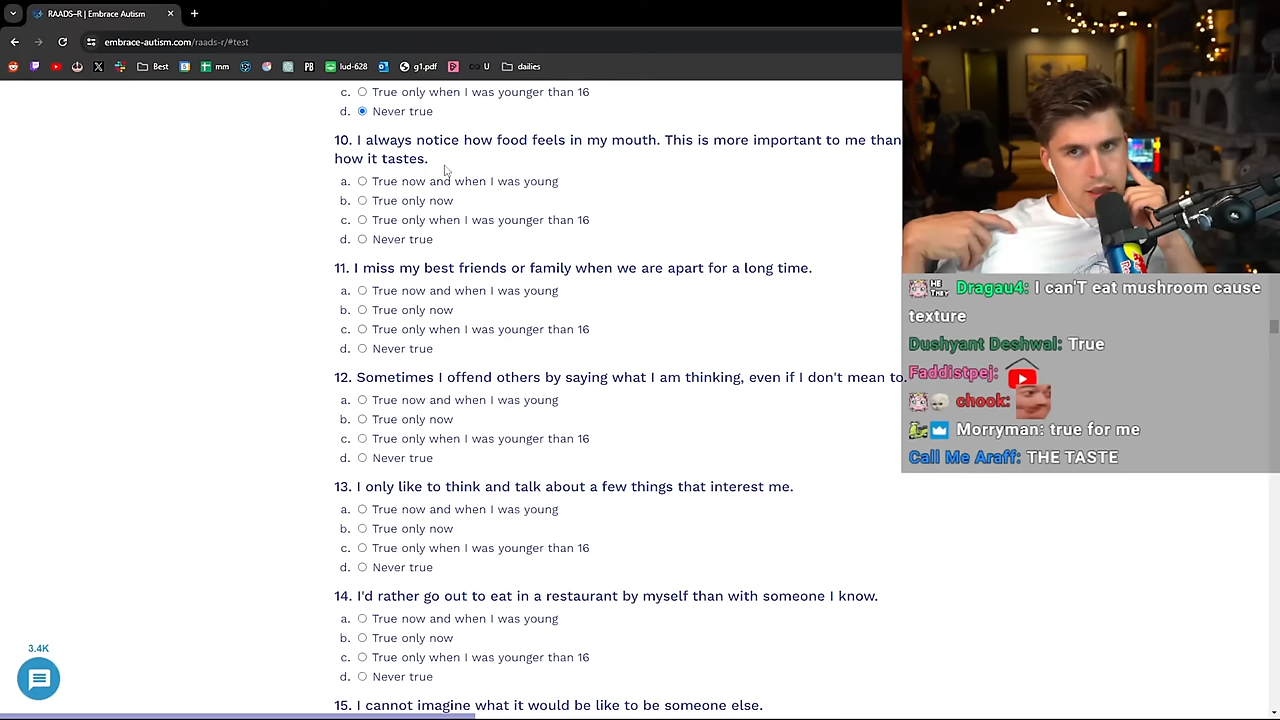 RAADS–R | Embrace Autism
embrace-autism.com/raads-r/#test
Best
mm
PB
lud-628
g1.pdf
U
dailies
c. True only when I was younger than 16
d. Never true
10. I always notice how food feels in my mouth. This is more important to me than
how it tastes.
a. True now and when I was young
b. True only now
c. True only when I was younger than 16
d. Never true
11. I miss my best friends or family when we are apart for a long time.
a. True now and when I was young
b. True only now
c. True only when I was younger than 16
d. Never true
12. Sometimes I offend others by saying what I am thinking, even if I don't mean to.
a. True now and when I was young
b. True only now
c. True only when I was younger than 16
d. Never true
13. I only like to think and talk about a few things that interest me.
a. True now and when I was young
b. True only now
c. True only when I was younger than 16
d. Never true
14. I'd rather go out to eat in a restaurant by myself than with someone I know.
a. True now and when I was young
b. True only now
c. True only when I was younger than 16
d. Never true
15. I cannot imagine what it would be like to be someone else.
3.4K
HE THEY Dragau4: I can'T eat mushroom cause
texture
Dushyant Deshwal: True
Faddistpej:
chook:
Morryman: true for me
Call Me Araff: THE TASTE